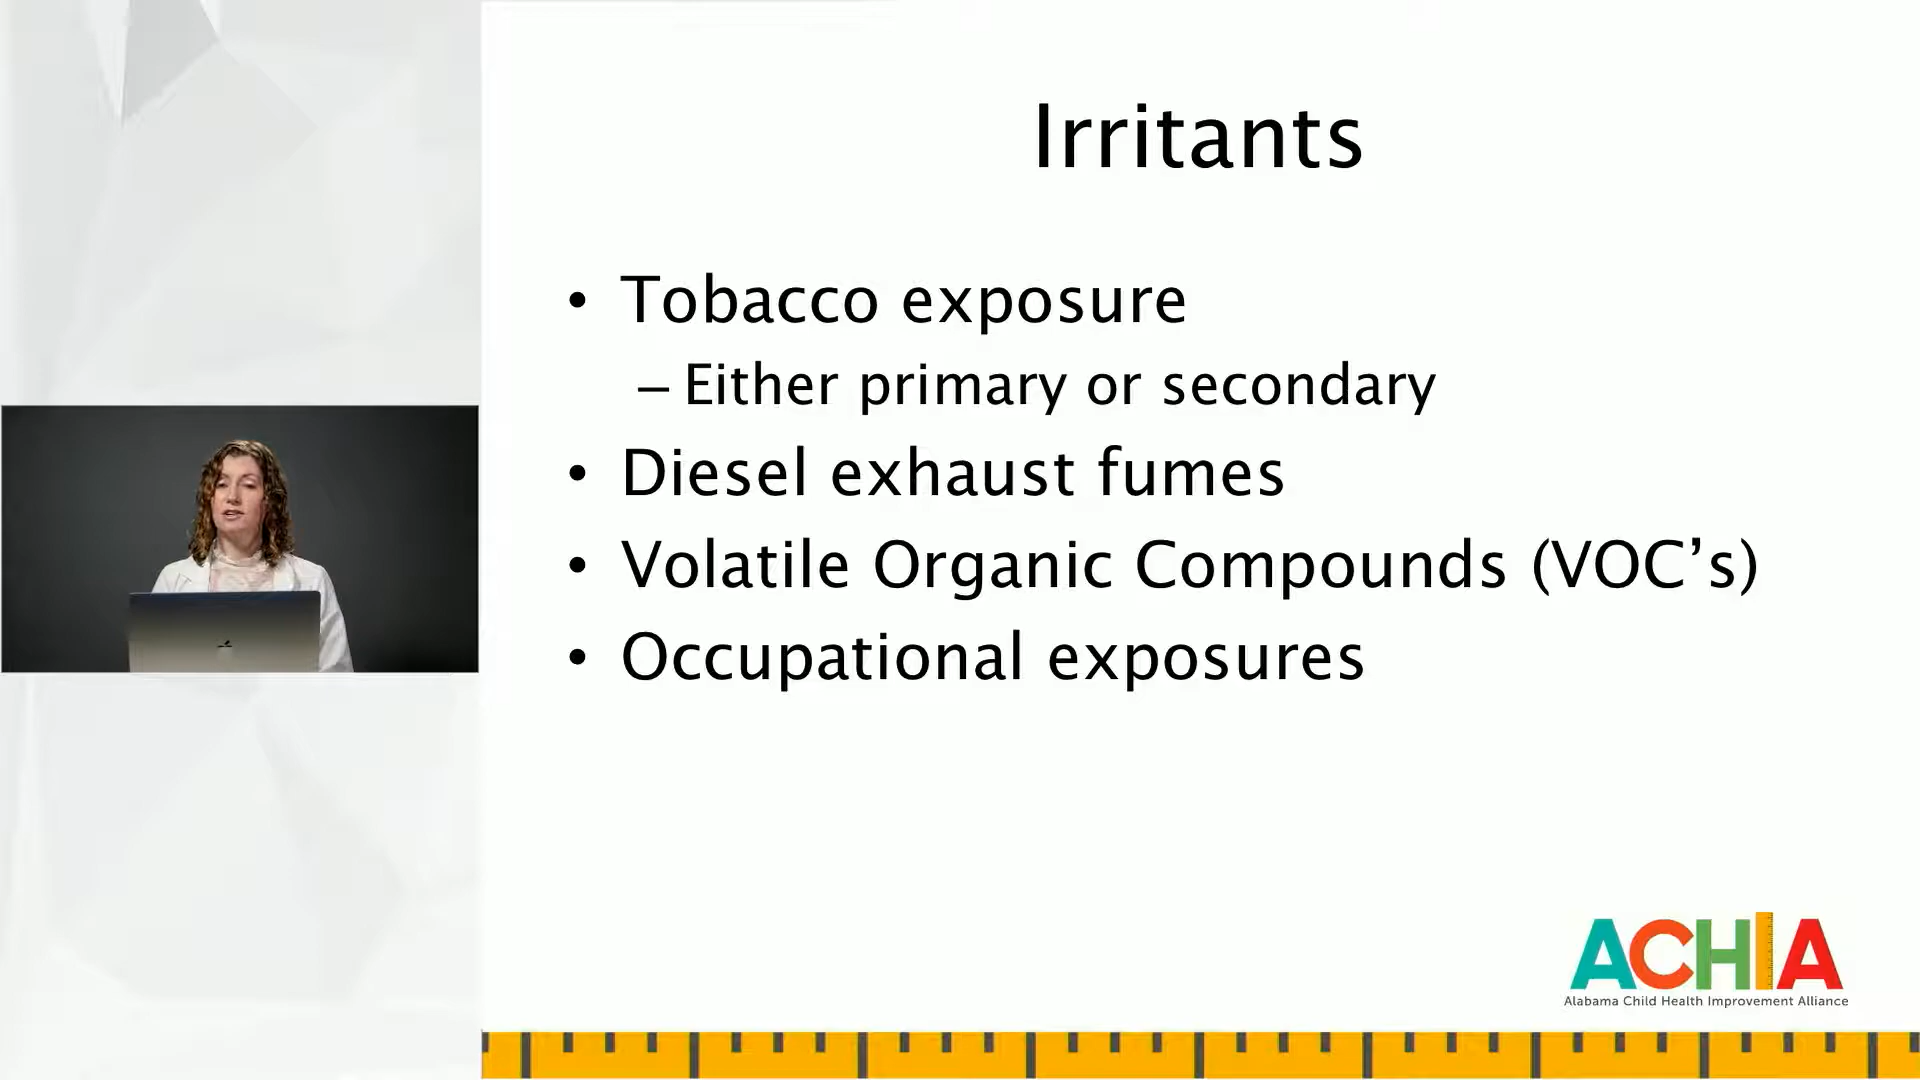 Irritants
• Tobacco exposure
– Either primary or secondary
• Diesel exhaust fumes
• Volatile Organic Compounds (VOC’s)
• Occupational exposures
ACHIA
Alabama Child Health Improvement Alliance